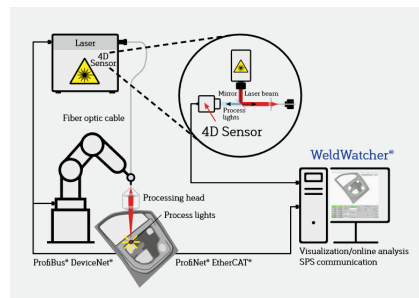 Laser
4D
Sensor
Fiber optic cable
Mirror
Laser beam
Process
lights
4D Sensor
WeldWatcher®
Processing head
Process lights
Visualization/online analysis
SPS communication
ProfiBus® DeviceNet®
ProfiNet® EtherCAT®